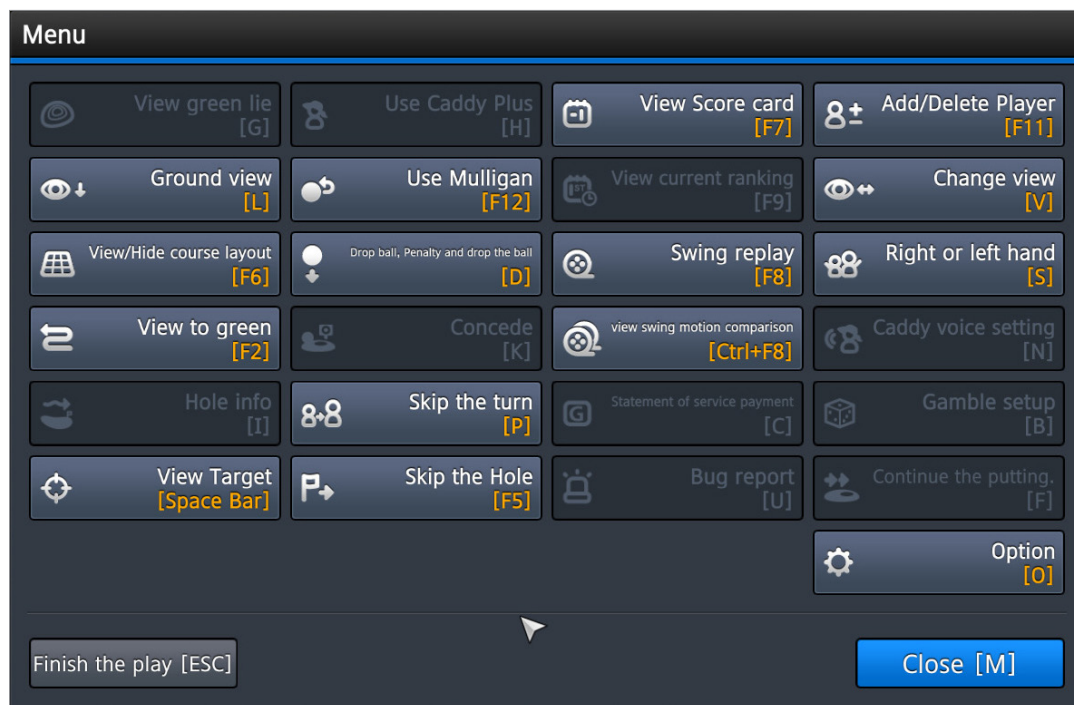 Menu
View green lie
[G]
Use Caddy Plus
[H]
View Score card
[F7]
Add/Delete Player
[F11]
Ground view
[L]
Use Mulligan
[F12]
View current ranking
[F9]
Change view
[V]
View/Hide course layout
[F6]
Drop ball, Penalty and drop the ball
[D]
Swing replay
[F8]
Right or left hand
[S]
View to green
[F2]
Concede
[K]
view swing motion comparison
[Ctrl+F8]
Caddy voice setting
[N]
Hole info
[I]
Skip the turn
[P]
Statement of service payment
[C]
Gamble setup
[B]
View Target
[Space Bar]
Skip the Hole
[F5]
Bug report
[U]
Continue the putting.
[F]
Option
[O]
Finish the play [ESC]
Close [M]